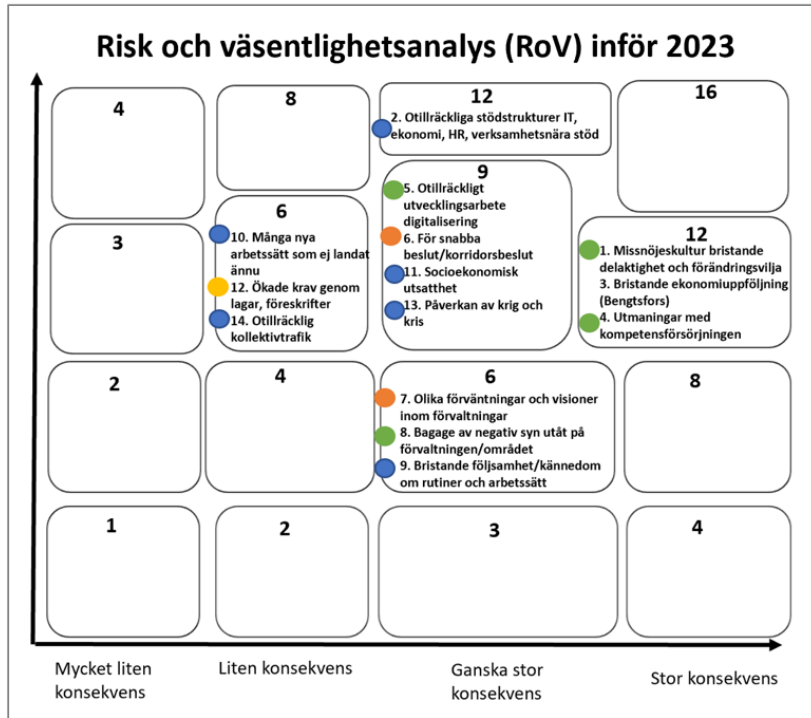 Risk och väsentlighetsanalys (RoV) inför 2023
4
8
12
2. Otillräckliga stödstrukturer IT,
ekonomi, HR, verksamhetsnära stöd
16
3
6
10. Många nya
arbetssätt som ej landat
ännu
12. Ökade krav genom
lagar, föreskrifter
14. Otillräcklig
kollektivtrafik
9
5. Otillräckligt
utvecklingsarbete
digitalisering
6. För snabba
beslut/korridorsbeslut
11. Socioekonomisk
utsatthet
13. Påverkan av krig och
kris
12
1. Missnöjeskultur bristande
delaktighet och förändringsvilja
3. Bristande ekonomiuppföljning
(Bengtsfors)
4. Utmaningar med
kompetensförsörjningen
2
4
6
7. Olika förväntningar och visioner
inom förvaltningar
8. Bagage av negativ syn utåt på
förvaltningen/området
9. Bristande följsamhet/kännedom
om rutiner och arbetssätt
8
1
2
3
4
Mycket liten
konsekvens
Liten konsekvens
Ganska stor
konsekvens
Stor konsekvens